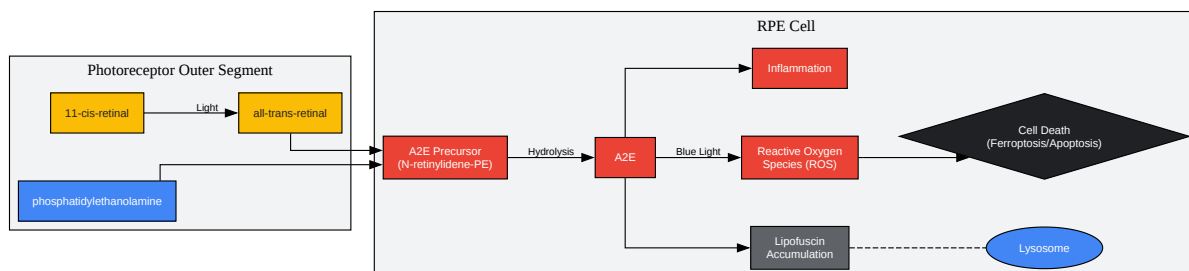 RPE Cell
Photoreceptor Outer Segment
Inflammation
11-cis-retinal
Light
all-trans-retinal
A2E Precursor
(N-retinylidene-PE)
Hydrolysis
A2E
Blue Light
Reactive Oxygen
Species (ROS)
Cell Death
(Ferroptosis/Apoptosis)
phosphatidylethanolamine
Lipofuscin
Accumulation
Lysosome